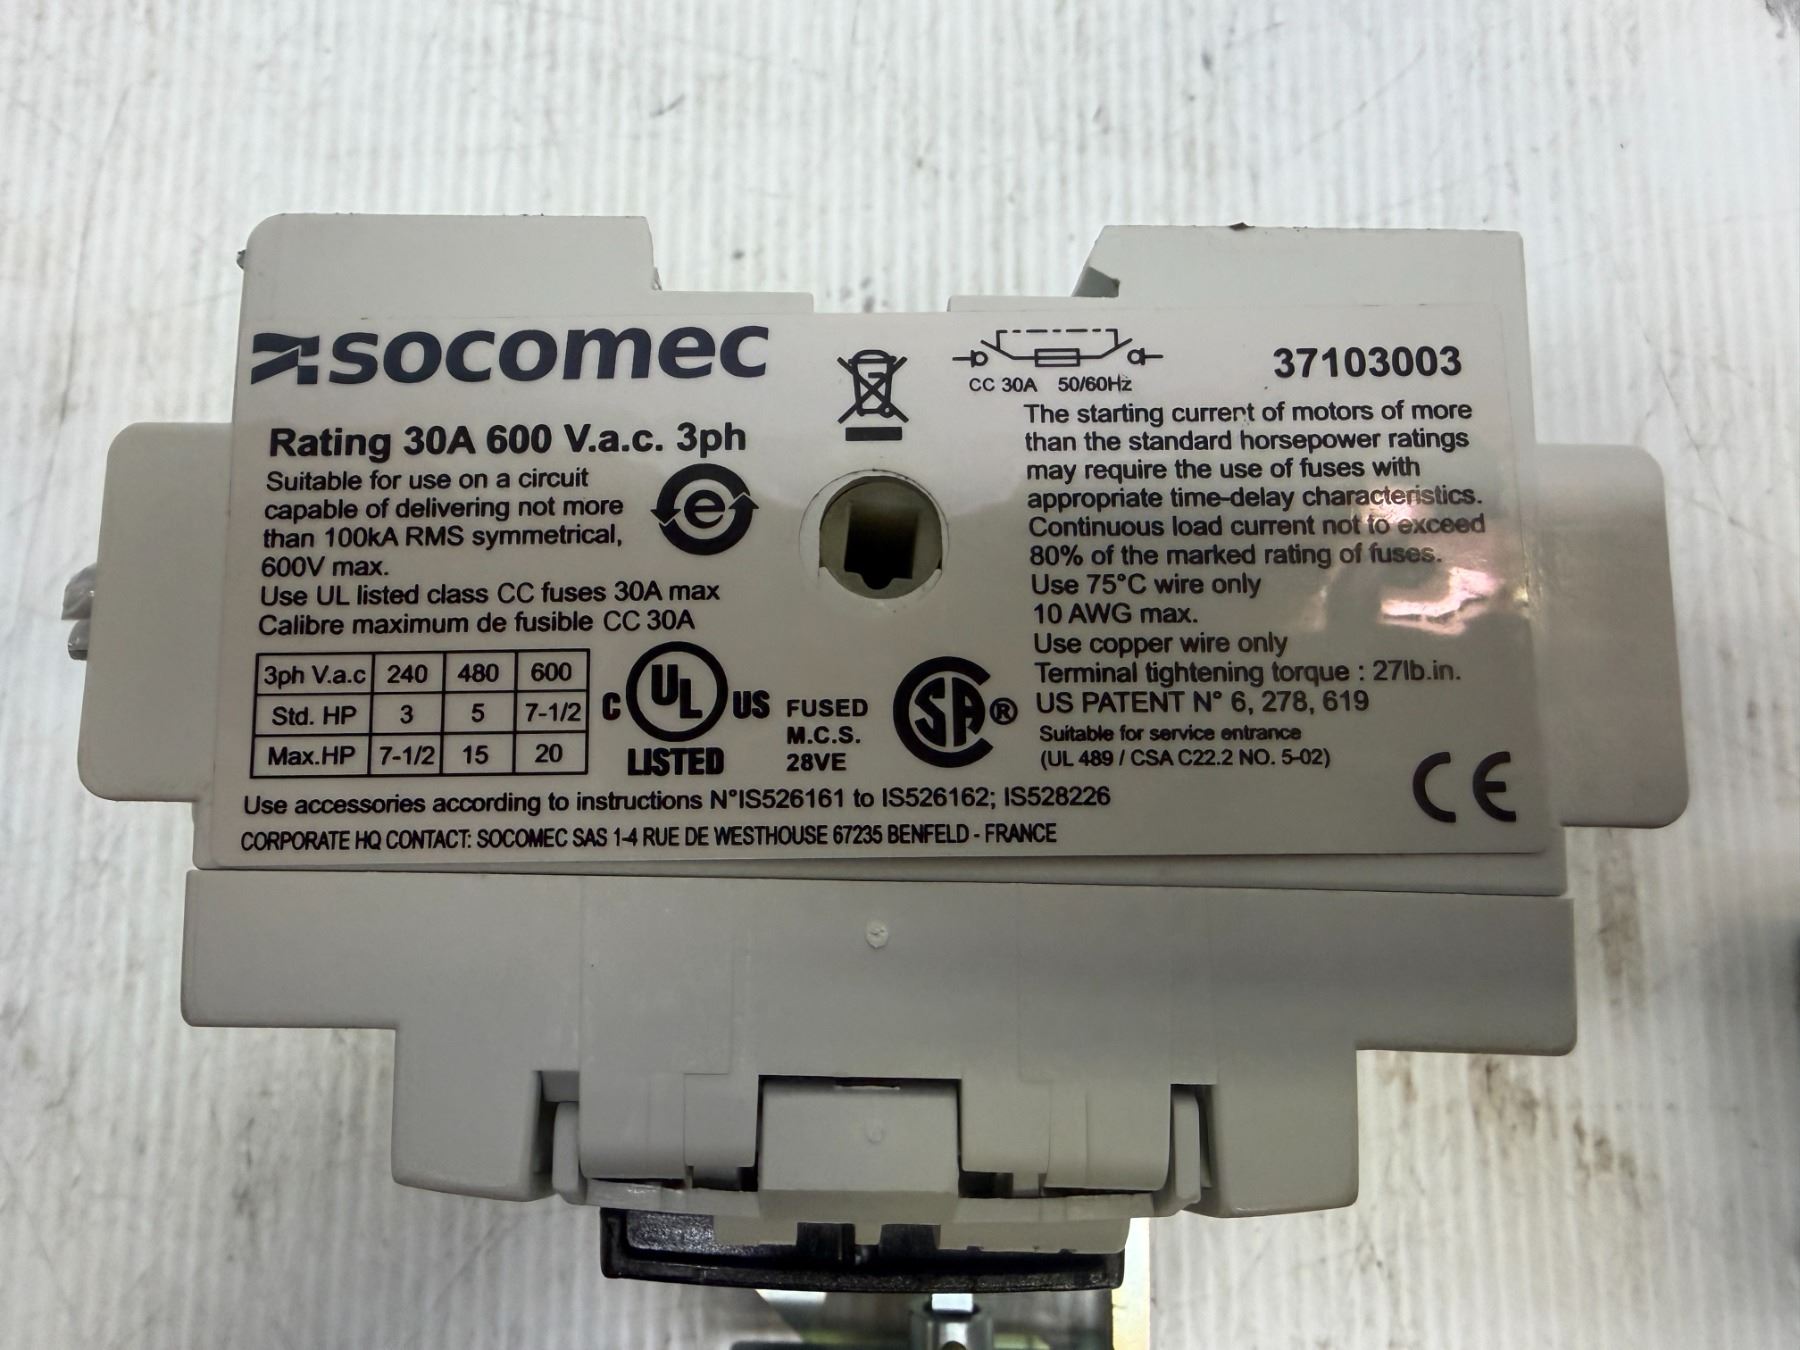 socomec
CC 30A 50/60Hz
37103003
Rating 30A 600 V.a.c. 3ph
Suitable for use on a circuit
capable of delivering not more
than 100kA RMS symmetrical,
600V max.
Use UL listed class CC fuses 30A max
Calibre maximum de fusible CC 30A
e
3ph V.a.c 240 480 600
Std. HP 3 5 7-1/2
Max.HP 7-1/2 15 20
C UL US
LISTED
FUSED
M.C.S.
28VE
SA ®
The starting current of motors of more
than the standard horsepower ratings
may require the use of fuses with
appropriate time-delay characteristics.
Continuous load current not to exceed
80% of the marked rating of fuses.
Use 75°C wire only
10 AWG max.
Use copper wire only
Terminal tightening torque : 27lb.in.
US PATENT N° 6, 278, 619
Suitable for service entrance
(UL 489 / CSA C22.2 NO. 5-02)
CE
Use accessories according to instructions N°IS526161 to IS526162; IS528226
CORPORATE HQ CONTACT: SOCOMEC SAS 1-4 RUE DE WESTHOUSE 67235 BENFELD - FRANCE